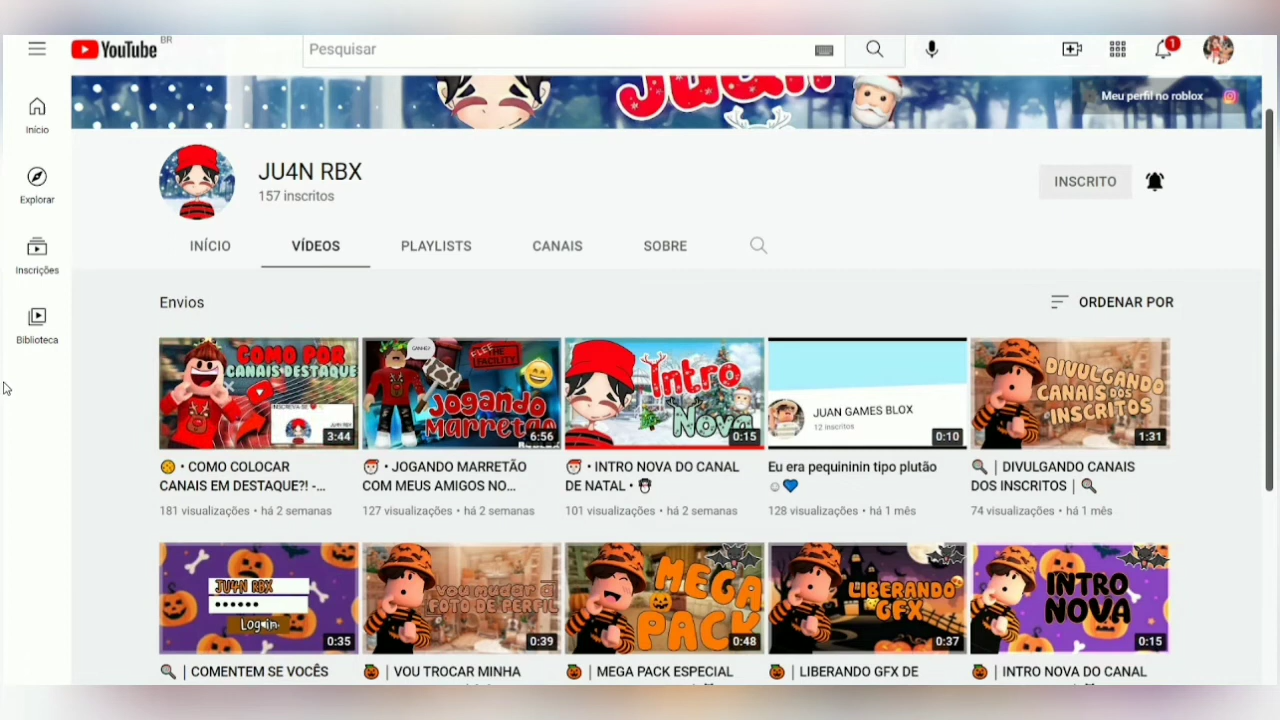 YouTube BR
Pesquisar
1
Juan
Meu perfil no roblox
Início
Explorar
Inscrições
Biblioteca
JU4N RBX
157 inscritos
INSCRITO
INÍCIO
VÍDEOS
PLAYLISTS
CANAIS
SOBRE
Envios
ORDENAR POR
COMO POR
CANAIS DESTAQUE
3:44
• COMO COLOCAR
CANAIS EM DESTAQUE?! -...
181 visualizações • há 2 semanas
FLEE THE
FACILITY
Jogando
Marretão
6:56
• JOGANDO MARRETÃO
COM MEUS AMIGOS NO...
127 visualizações • há 2 semanas
Intro
Nova
0:15
• INTRO NOVA DO CANAL
DE NATAL •
101 visualizações • há 2 semanas
JUAN GAMES BLOX
12 inscritos
0:10
Eu era pequininin tipo plutão
128 visualizações • há 1 mês
DIVULGANDO
CANAIS DOS
INSCRITOS
1:31
| DIVULGANDO CANAIS
DOS INSCRITOS |
74 visualizações • há 1 mês
JU4N RBX
Login
0:35
| COMENTEM SE VOCÊS
VOU MUDAR A
FOTO DE PERFIL
0:39
| VOU TROCAR MINHA
MEGA
PACK
0:48
| MEGA PACK ESPECIAL
LIBERANDO
GFX
0:37
| LIBERANDO GFX DE
INTRO
NOVA
0:15
| INTRO NOVA DO CANAL